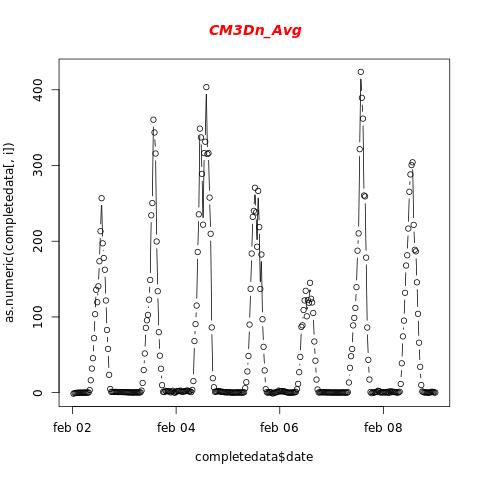 CM3Dn_Avg
as.numeric(completedata[, i])
400
300
200
100
0
feb 02
feb 04
feb 06
feb 08
completedata$date